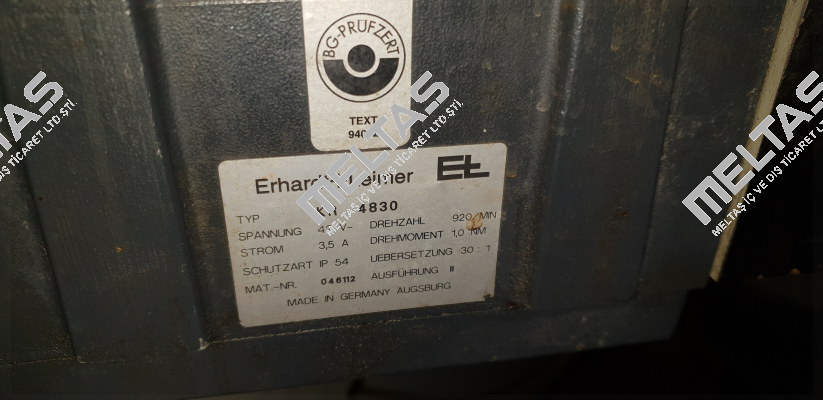 BG-PRÜFZERT
TEXT
Erhardt+Leimer
TYP 4830
SPANNUNG V- DREHZAHL 920 MIN
STROM 3,5 A DREHMOMENT 1,0 NM
SCHUTZART IP 54 UEBERSETZUNG 30 : 1
MAT.-NR. 046112 AUSFÜHRUNG II
MADE IN GERMANY AUGSBURG
MELTAS
MELTAŞ İÇ VE DIŞ TİCARET LTD.ŞTİ.